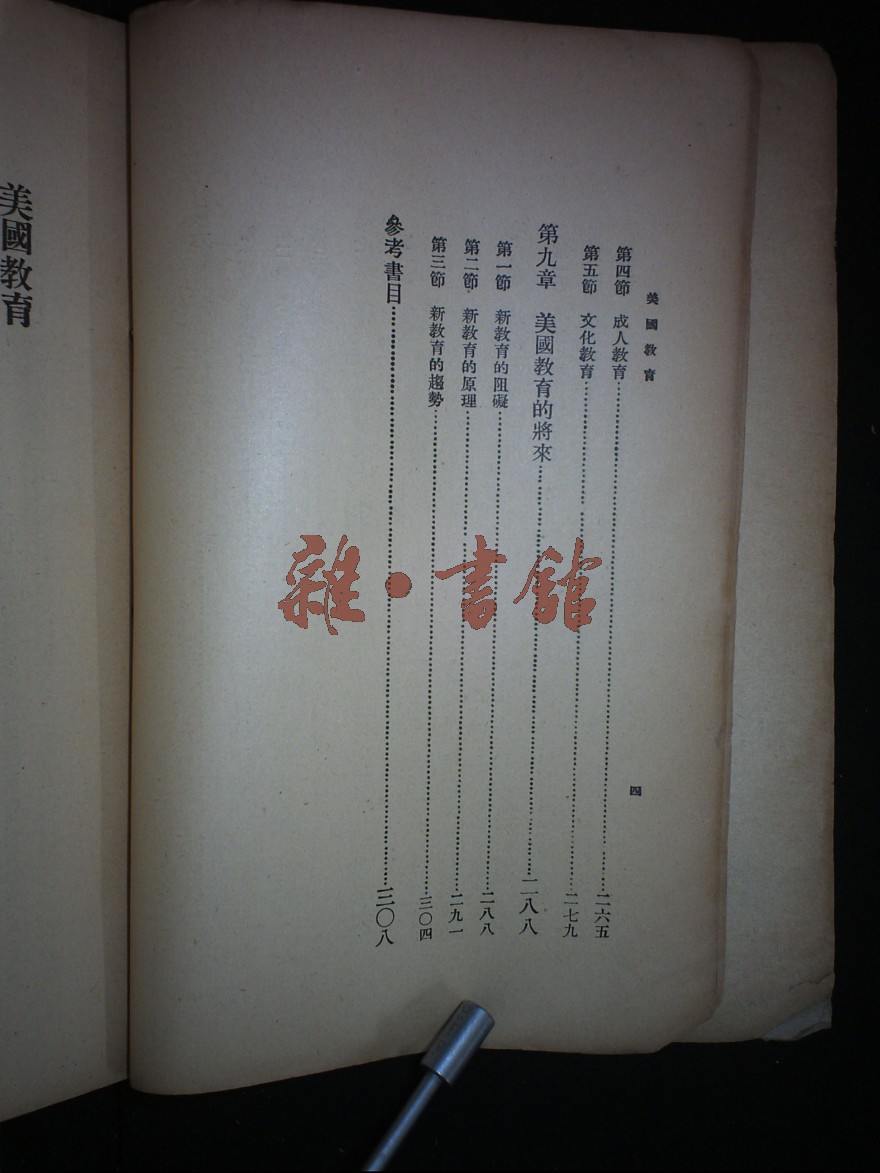 美國教育
四
第四節　成人教育……二六五
第五節　文化教育……二七九
第九章　美國教育的將來……二八八
第一節　新教育的阻礙……二八八
第二節　新教育的原理……二九一
第三節　新教育的趨勢……三〇四
參考書目……三〇八
美國教育
雜·書館